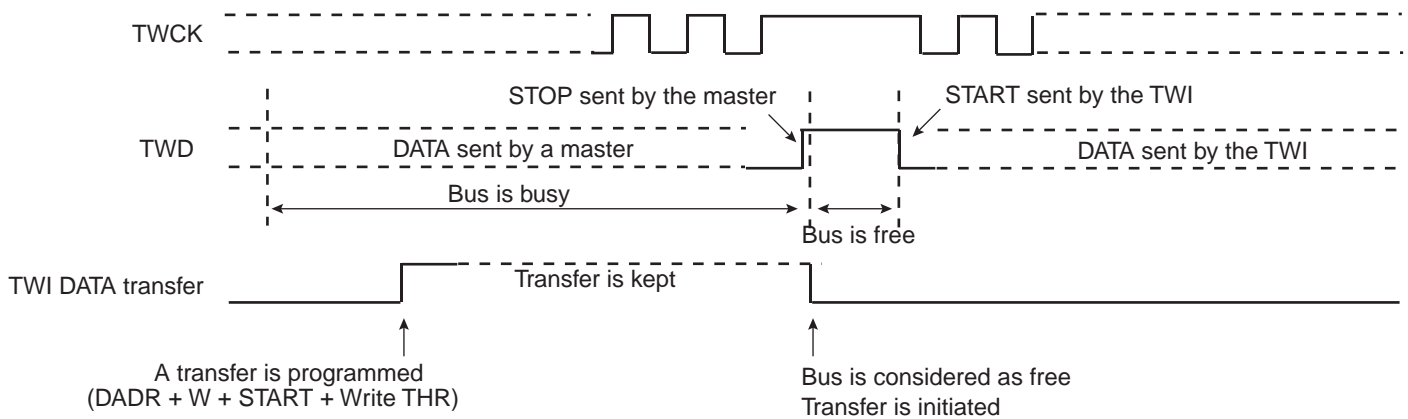 TWCK
STOP sent by the master
START sent by the TWI
TWD
DATA sent by a master
DATA sent by the TWI
Bus is busy
Bus is free
TWI DATA transfer
Transfer is kept
A transfer is programmed
(DADR + W + START + Write THR)
Bus is considered as free
Transfer is initiated